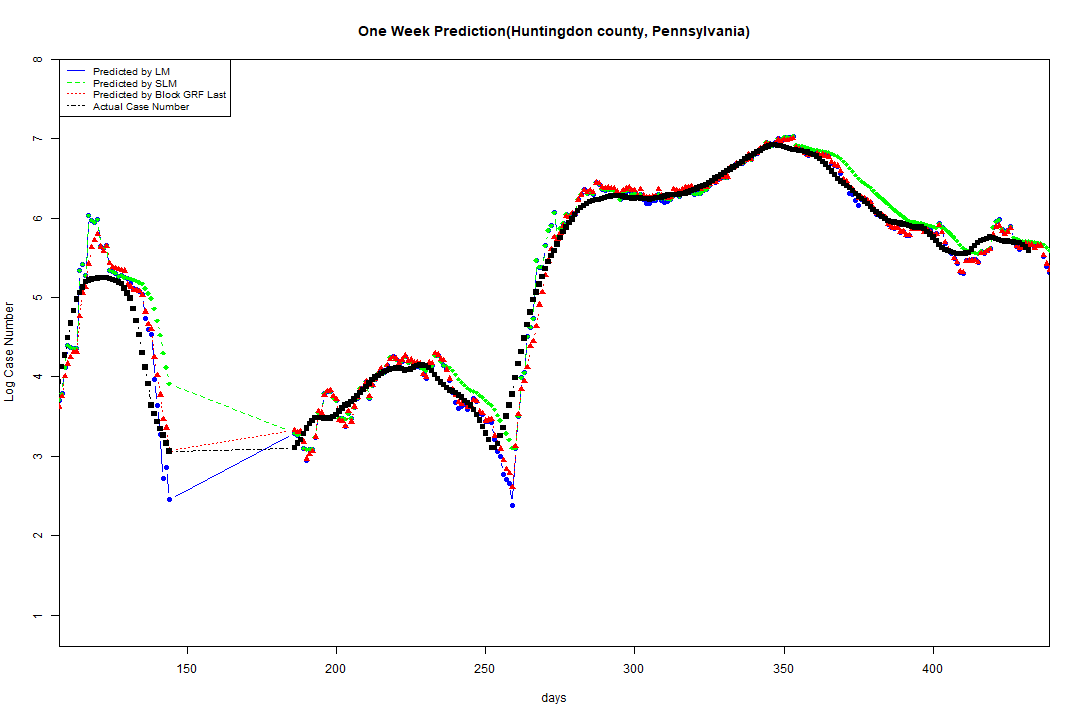 One Week Prediction(Huntingdon county, Pennsylvania)
Predicted by LM
Predicted by SLM
Predicted by Block GRF Last
Actual Case Number
8
7
6
5
4
3
2
1
Log Case Number
150 200 250 300 350 400
days